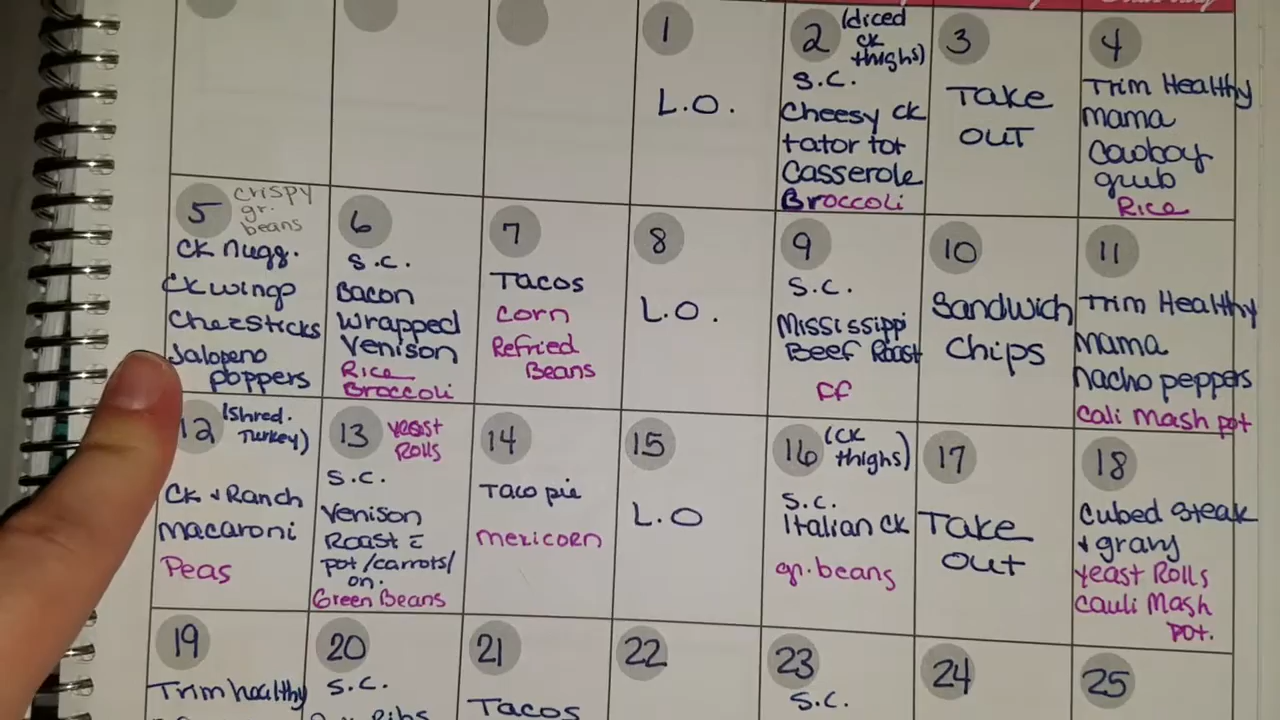 1
L.O.
2 (diced
ck
thighs)
S.C.
Cheesy ck
tator tot
Casserole
Broccoli
3
Take
out
4
Trim Healthy
mama
Cowboy
grub
Rice
5 crispy
gr.
beans
ck nugg.
ck wings
Chezsticks
Jalopeno
poppers
6
S.C.
Bacon
wrapped
Venison
Rice
Broccoli
7
Tacos
Corn
Refried
Beans
8
L.O.
9
S.C.
Mississippi
Beef Roast
FF
10
Sandwich
Chips
11
Trim Healthy
mama
nacho peppers
Cali Mash pot
12 (Shred.
Turkey)
Ck + Ranch
macaroni
Peas
13 yeast
Rolls
S.C.
Venison
Roast
pot/carrots/
on.
Green Beans
14
Taco pie
mexicorn
15
L.O
16 (ck
thighs)
S.C.
Italian ck
gr. beans
17
Take
out
18
Cubed steak
+ gravy
yeast Rolls
Cauli Mash
pot.
19
Trim healthy
20
S.C.
Ribs
21
Tacos
22
23
S.C.
24
25